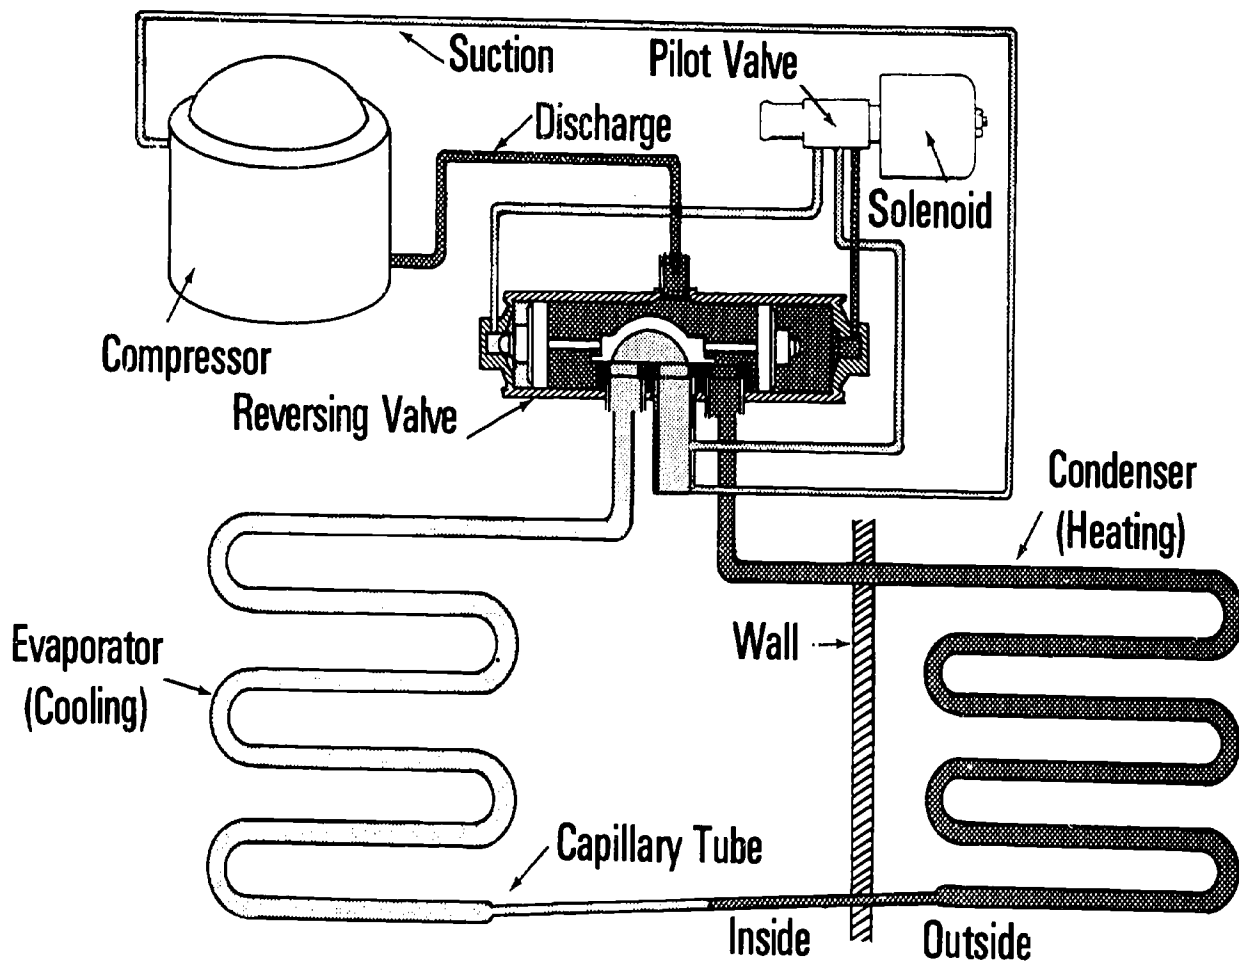 Suction
Pilot Valve
Discharge
Solenoid
Compressor
Reversing Valve
Condenser
(Heating)
Wall
Evaporator
(Cooling)
Capillary Tube
Inside
Outside